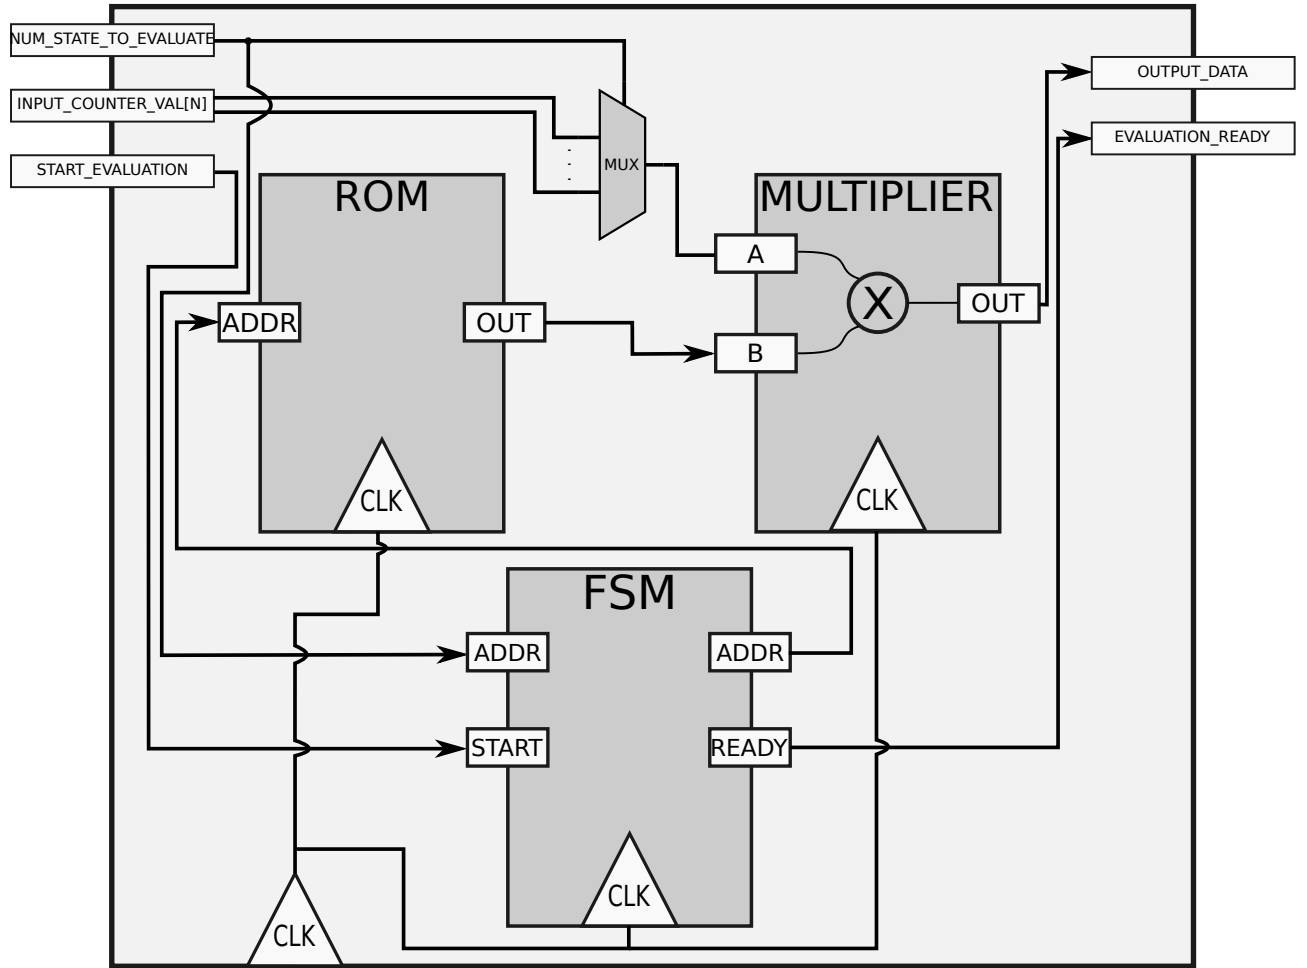 NUM_STATE_TO_EVALUATE
INPUT_COUNTER_VAL[N]
START_EVALUATION
OUTPUT_DATA
EVALUATION_READY
MUX
ROM
ADDR
OUT
CLK
MULTIPLIER
A
B
X
OUT
CLK
FSM
ADDR
ADDR
START
READY
CLK
CLK